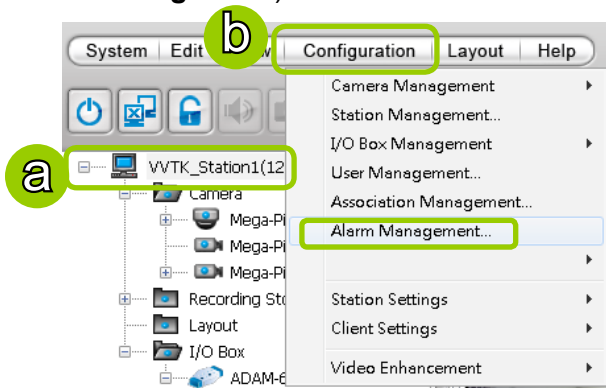 System Edit Configuration Layout Help
b
Camera Management
Station Management...
I/O Box Management
User Management...
Association Management...
Alarm Management...
Station Settings
Client Settings
Video Enhancement
a
VVTK_Station1(12
Camera
Mega-Pi
Mega-Pi
Mega-Pi
Recording Sto
Layout
I/O Box
ADAM-6